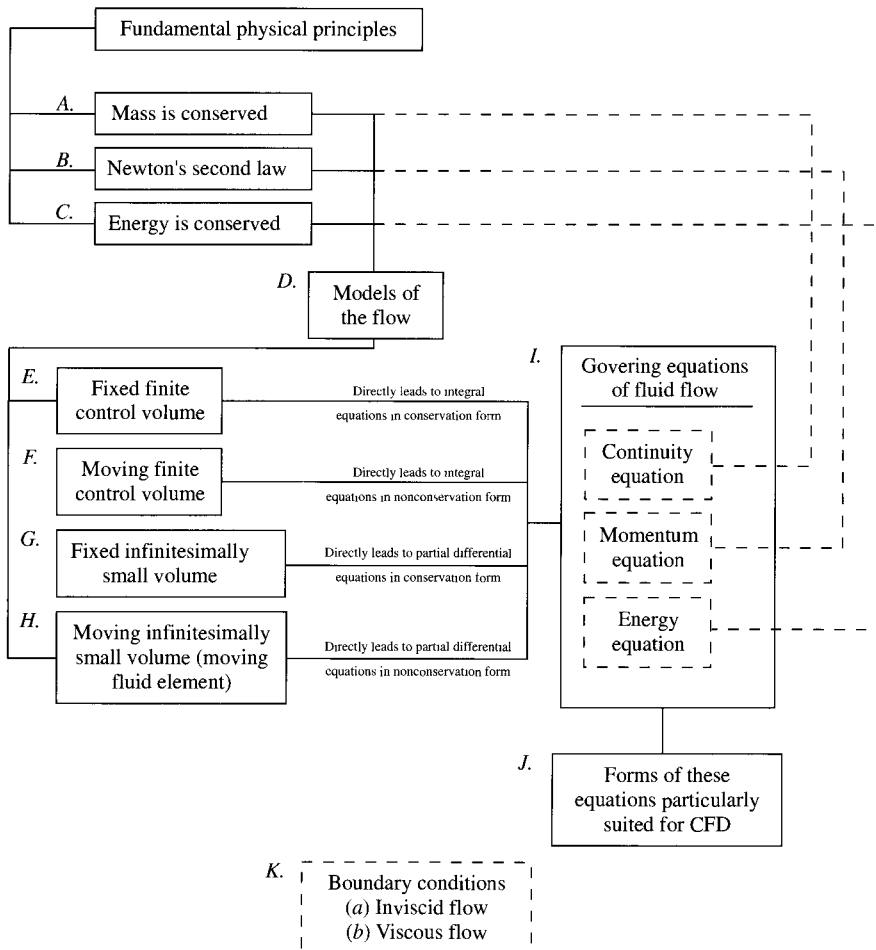 Fundamental physical principles
A. Mass is conserved
B. Newton's second law
C. Energy is conserved
D. Models of
the flow
E. Fixed finite
control volume
Directly leads to integral
equations in conservation form
F. Moving finite
control volume
Directly leads to integral
equations in nonconservation form
G. Fixed infinitesimally
small volume
Directly leads to partial differential
equations in conservation form
H. Moving infinitesimally
small volume (moving
fluid element)
Directly leads to partial differential
equations in nonconservation form
I. Govering equations
of fluid flow
Continuity
equation
Momentum
equation
Energy
equation
J. Forms of these
equations particularly
suited for CFD
K. Boundary conditions
(a) Inviscid flow
(b) Viscous flow